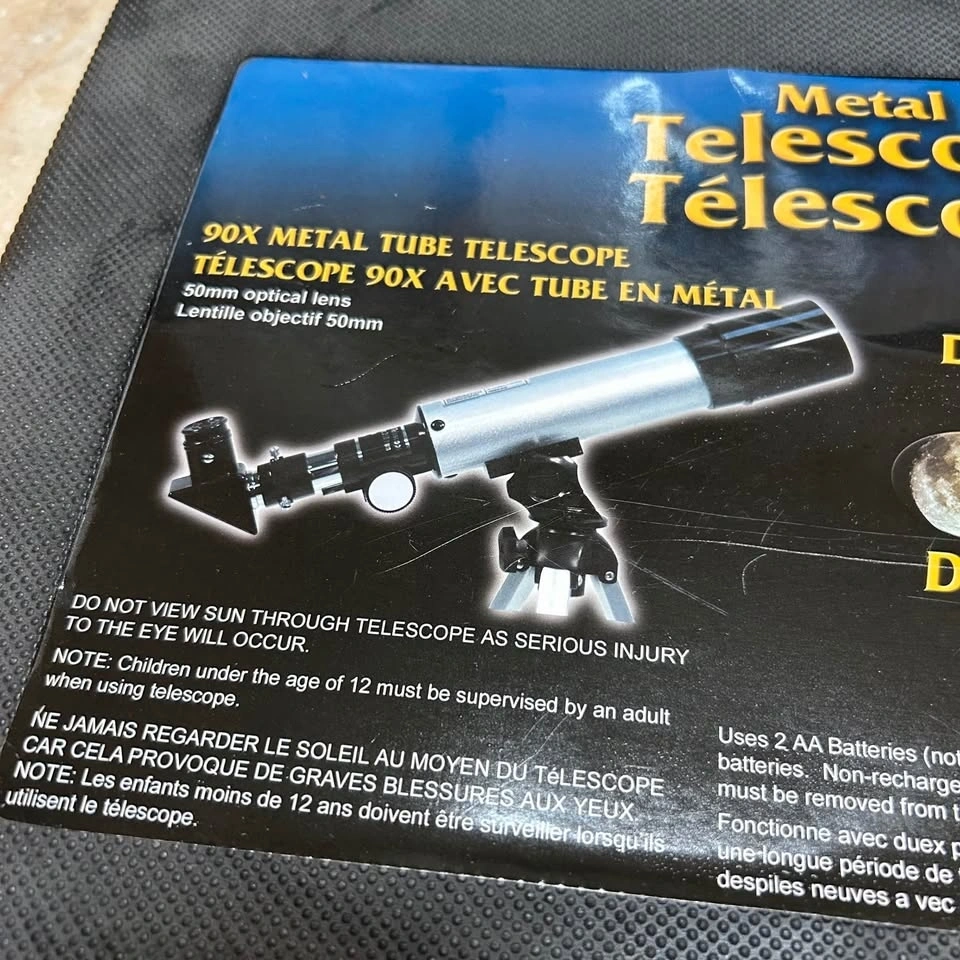 Metal
90X METAL TUBE TELESCOPE
TÉLESCOPE 90X AVEC TUBE EN MÉTAL
50mm optical lens
Lentille objectif 50mm
DO NOT VIEW SUN THROUGH TELESCOPE AS SERIOUS INJURY
TO THE EYE WILL OCCUR.
NOTE: Children under the age of 12 must be supervised by an adult
when using telescope.
NE JAMAIS REGARDER LE SOLEIL AU MOYEN DU TéLESCOPE
CAR CELA PROVOQUE DE GRAVES BLESSURES AUX YEUX.
NOTE: Les enfants moins de 12 ans doivent être surveiller lorsqu'ils
utilisent le télescope.
Uses 2 AA Batteries (not
batteries. Non-recharge
must be removed from t
Fonctionne avec duex p
une longue période de
despiles neuves a vec